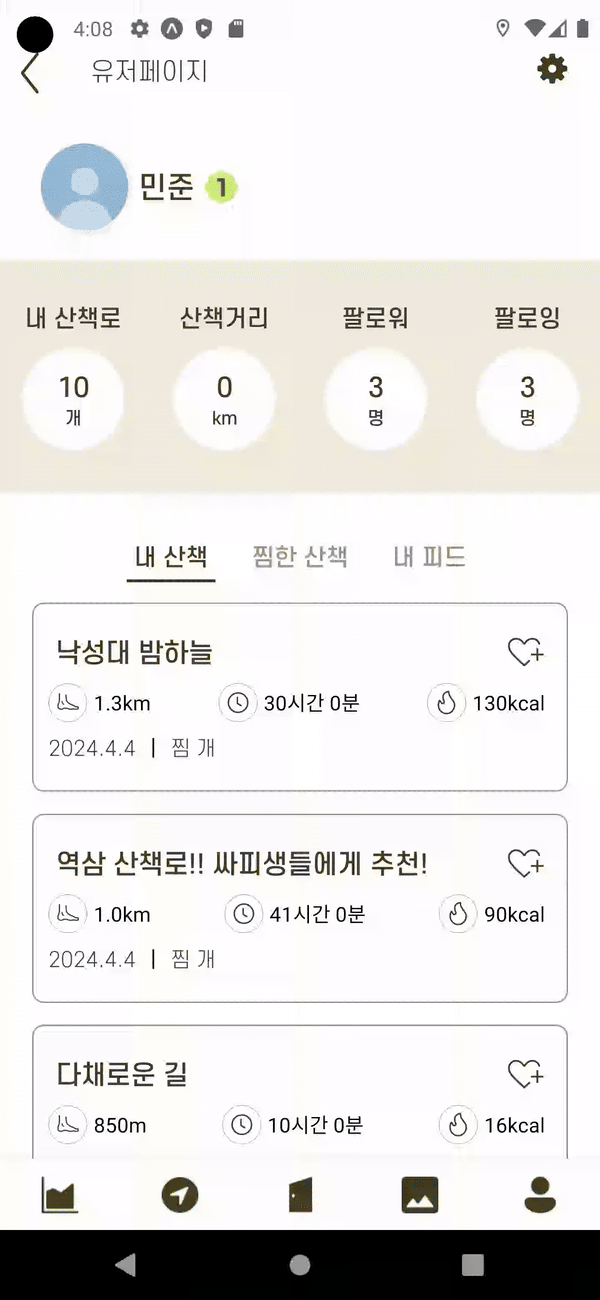 4:08
유저페이지
민준 1
내 산책로 산책거리 팔로워 팔로잉
10 0 3 3
개 km 명 명
내 산책 찜한 산책 내 피드
낙성대 밤하늘
1.3km 30시간 0분 130kcal
2024.4.4 | 찜 개
역삼 산책로!! 싸피생들에게 추천!
1.0km 41시간 0분 90kcal
2024.4.4 | 찜 개
다채로운 길
850m 10시간 0분 16kcal